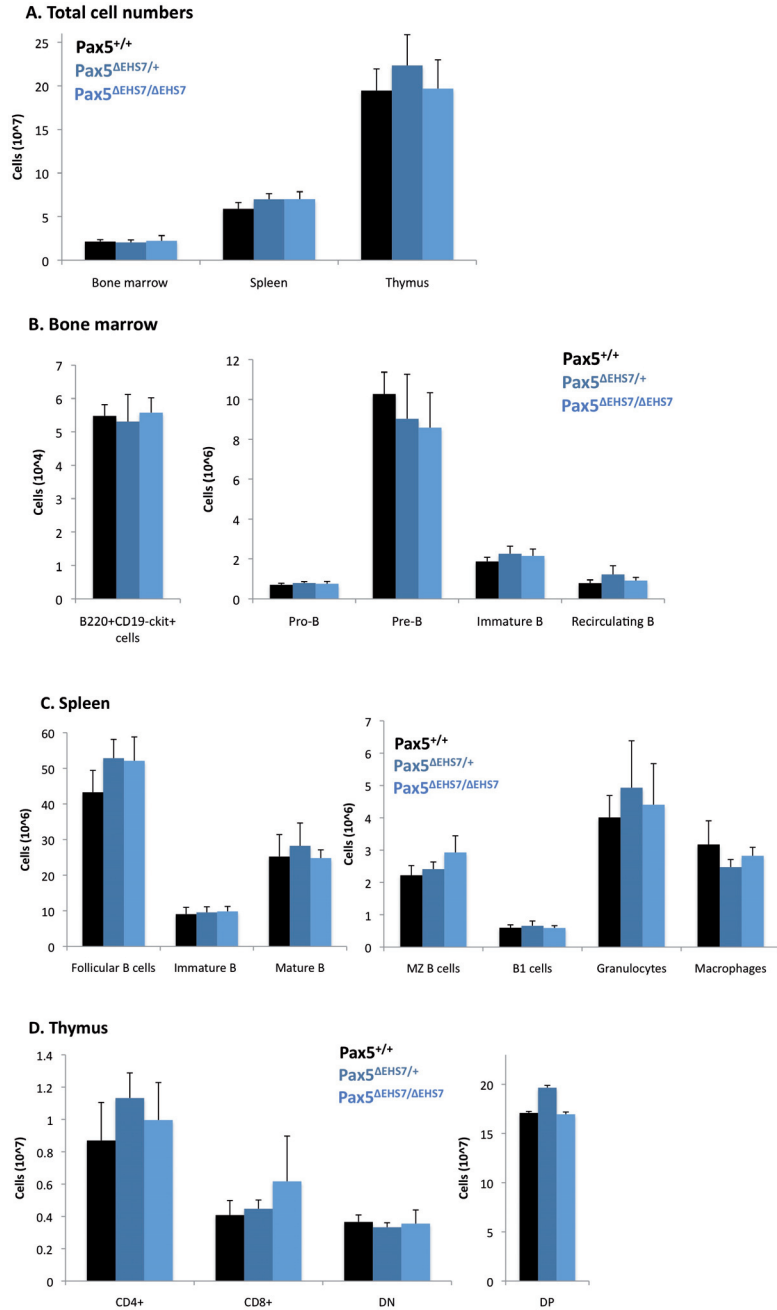 A. Total cell numbers
Pax5+/+
Pax5ΔEHS7/+
Pax5ΔEHS7/ΔEHS7
Cells (10^7)
25
20
15
10
5
0
Bone marrow
Spleen
Thymus
B. Bone marrow
Pax5+/+
Pax5ΔEHS7/+
Pax5ΔEHS7/ΔEHS7
Cells (10^4)
7
6
5
4
3
2
1
0
B220+CD19-ckit+
cells
Cells (10^6)
12
10
8
6
4
2
0
Pro-B
Pre-B
Immature B
Recirculating B
C. Spleen
Cells (10^6)
60
50
40
30
20
10
0
Follicular B cells
Immature B
Mature B
Pax5+/+
Pax5ΔEHS7/+
Pax5ΔEHS7/ΔEHS7
Cells (10^6)
7
6
5
4
3
2
1
0
MZ B cells
B1 cells
Granulocytes
Macrophages
D. Thymus
Pax5+/+
Pax5ΔEHS7/+
Pax5ΔEHS7/ΔEHS7
Cells (10^7)
1.4
1.2
1
0.8
0.6
0.4
0.2
0
CD4+
CD8+
DN
Cells (10^7)
20
15
10
5
0
DP